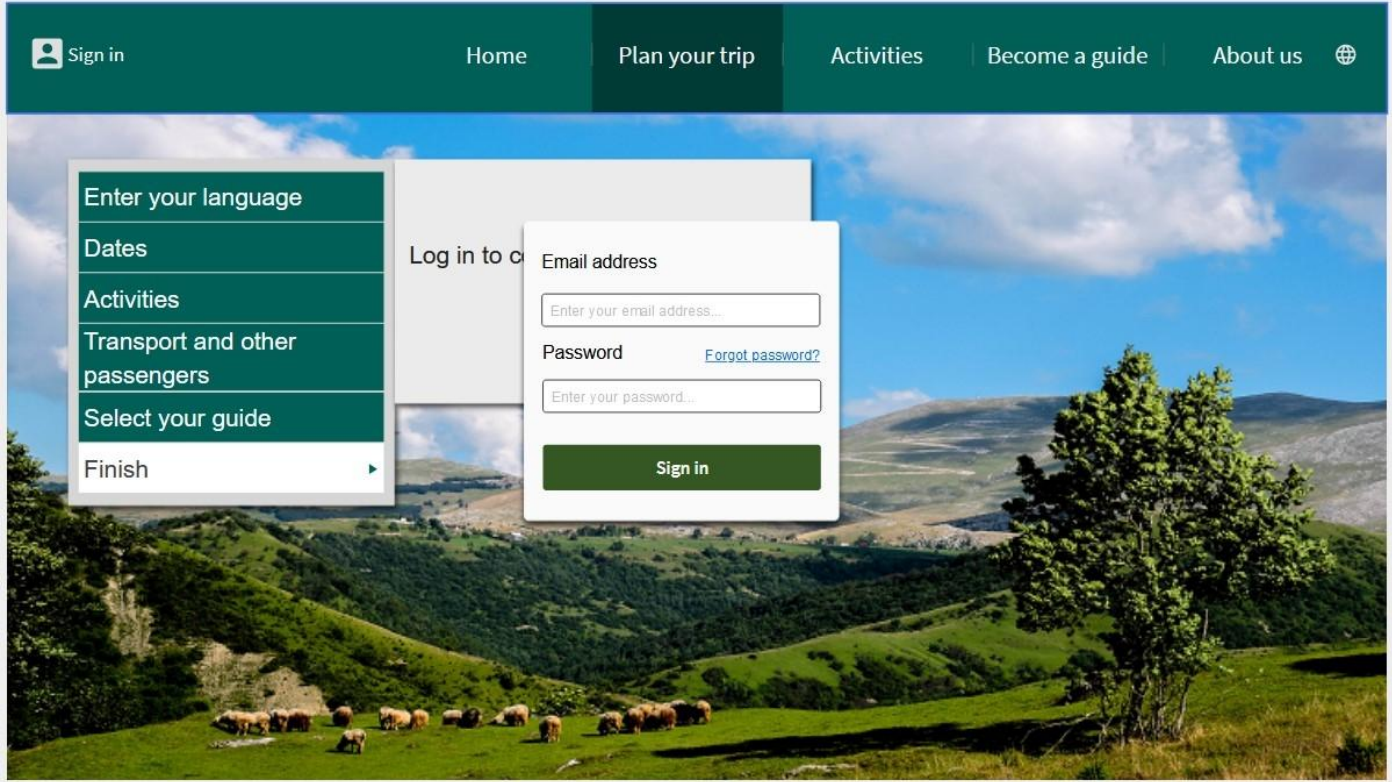 Sign in
Home
Plan your trip
Activities
Become a guide
About us
Enter your language
Dates
Activities
Transport and other
passengers
Select your guide
Finish
Log in to
Email address
Enter your email address...
Password
Forgot password?
Enter your password...
Sign in